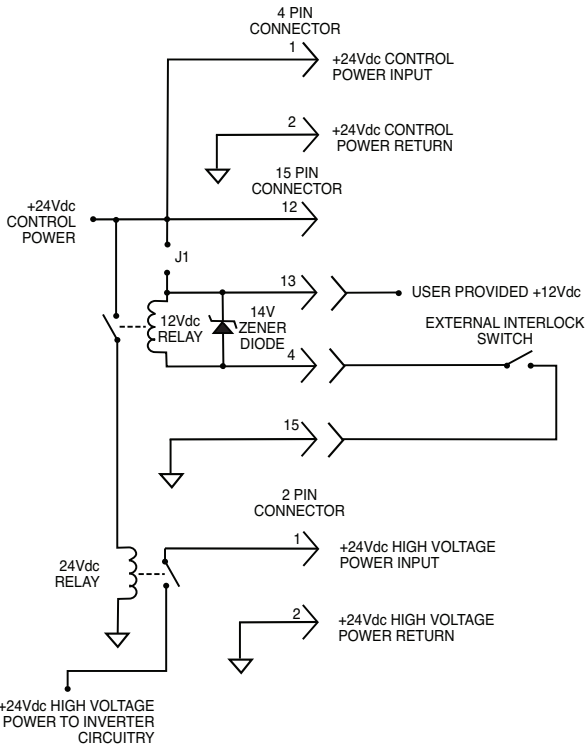 4 PIN
CONNECTOR
1
+24Vdc CONTROL
POWER INPUT
2
+24Vdc CONTROL
POWER RETURN
15 PIN
CONNECTOR
+24Vdc
CONTROL
POWER
12
J1
13
USER PROVIDED +12Vdc
12Vdc
RELAY
14V
ZENER
DIODE
EXTERNAL INTERLOCK
SWITCH
4
15
2 PIN
CONNECTOR
1
+24Vdc HIGH VOLTAGE
POWER INPUT
24Vdc
RELAY
2
+24Vdc HIGH VOLTAGE
POWER RETURN
+24Vdc HIGH VOLTAGE
POWER TO INVERTER
CIRCUITRY